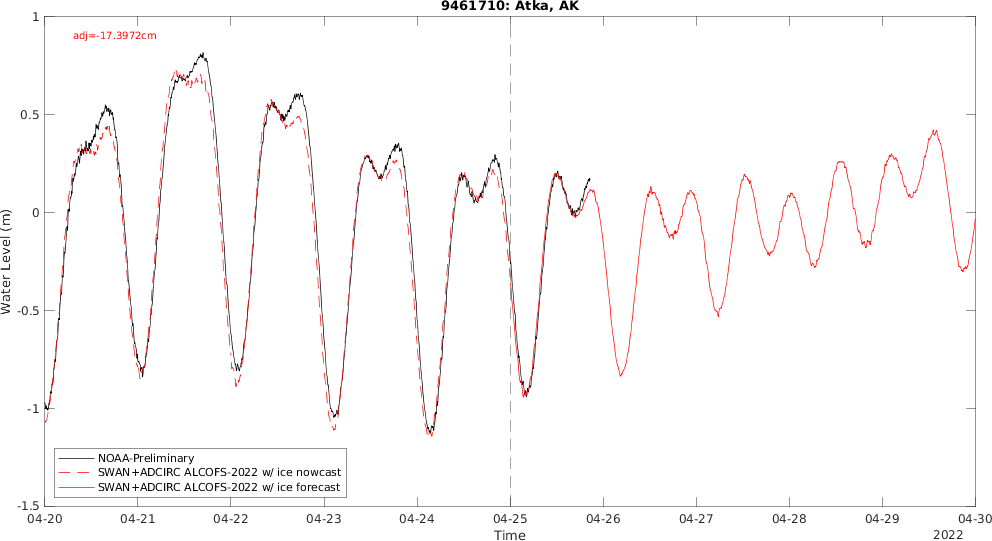 9461710: Atka, AK
adj=-17.3972cm
1
0.5
0
-0.5
-1
-1.5
Water Level (m)
NOAA-Preliminary
SWAN+ADCIRC ALCOFS-2022 w/ ice nowcast
SWAN+ADCIRC ALCOFS-2022 w/ ice forecast
04-20 04-21 04-22 04-23 04-24 04-25 04-26 04-27 04-28 04-29 04-30
Time
2022